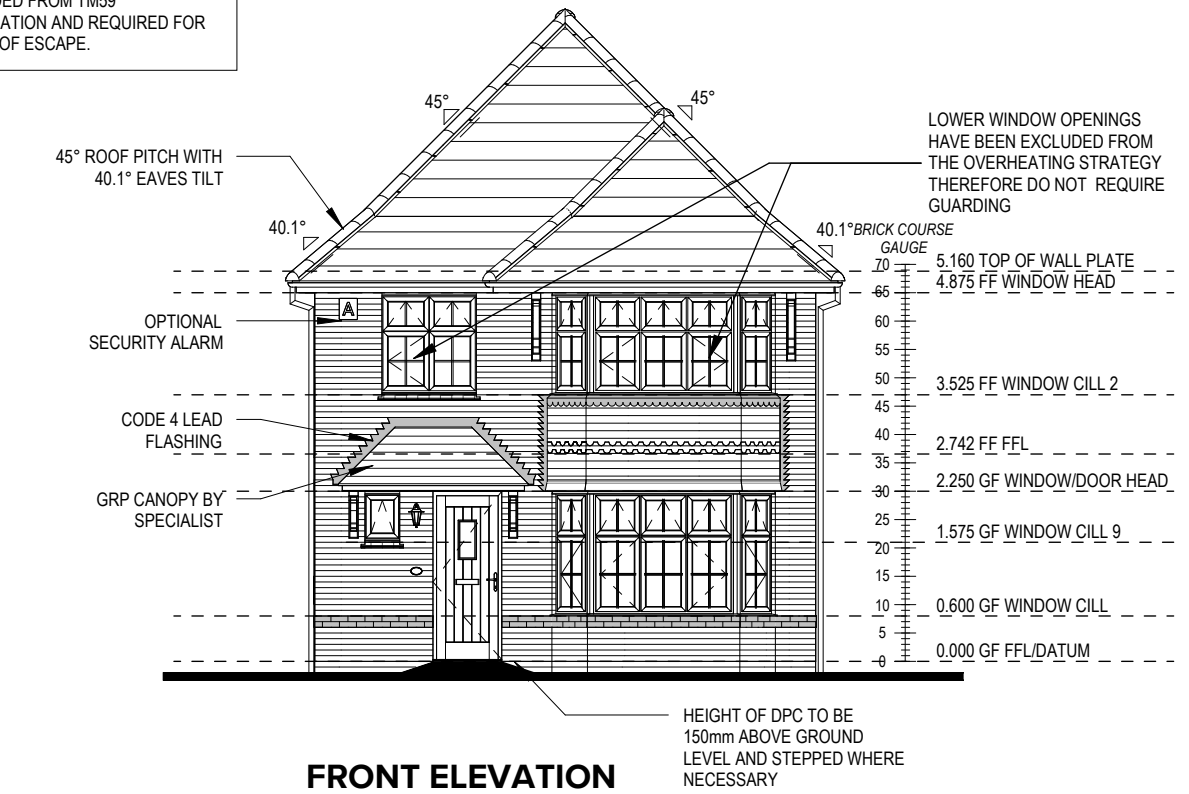 ATION AND REQUIRED FOR
OF ESCAPE.
45°
45°
45° ROOF PITCH WITH
40.1° EAVES TILT
LOWER WINDOW OPENINGS
HAVE BEEN EXCLUDED FROM
THE OVERHEATING STRATEGY
THEREFORE DO NOT REQUIRE
GUARDING
40.1°
40.1°
BRICK COURSE
GAUGE
70
65
60
55
50
45
40
35
30
25
20
15
10
5
0
5.160 TOP OF WALL PLATE
4.875 FF WINDOW HEAD
3.525 FF WINDOW CILL 2
2.742 FF FFL
2.250 GF WINDOW/DOOR HEAD
1.575 GF WINDOW CILL 9
0.600 GF WINDOW CILL
0.000 GF FFL/DATUM
A
OPTIONAL
SECURITY ALARM
CODE 4 LEAD
FLASHING
GRP CANOPY BY
SPECIALIST
HEIGHT OF DPC TO BE
150mm ABOVE GROUND
LEVEL AND STEPPED WHERE
NECESSARY
FRONT ELEVATION